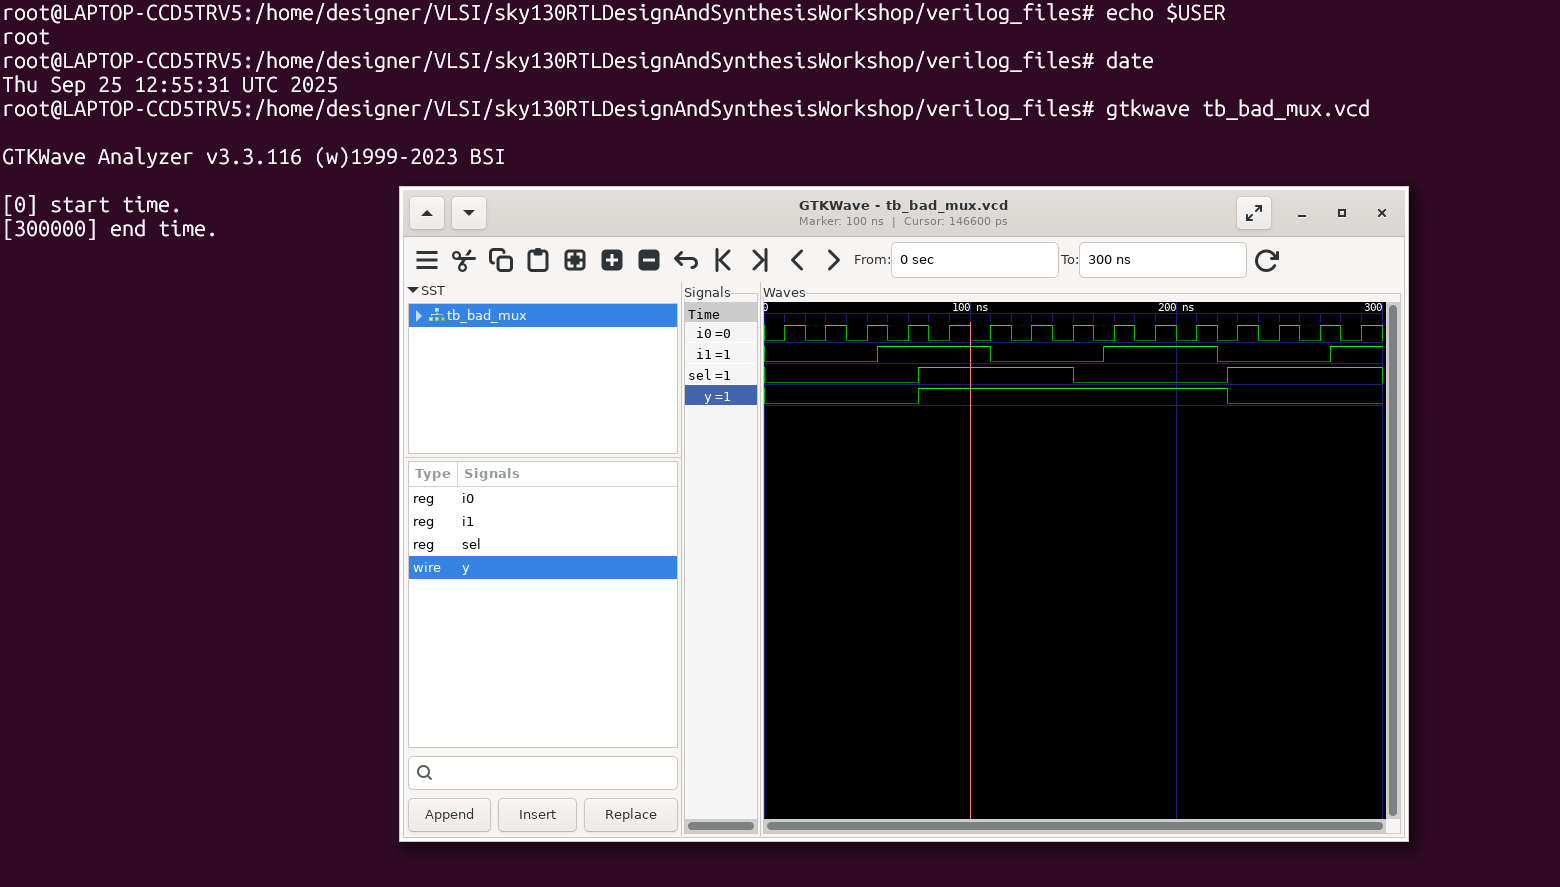 root@LAPTOP-CCD5TRV5:/home/designer/VLSI/sky130RTLDesignAndSynthesisWorkshop/verilog_files# echo $USER
root
root@LAPTOP-CCD5TRV5:/home/designer/VLSI/sky130RTLDesignAndSynthesisWorkshop/verilog_files# date
Thu Sep 25 12:55:31 UTC 2025
root@LAPTOP-CCD5TRV5:/home/designer/VLSI/sky130RTLDesignAndSynthesisWorkshop/verilog_files# gtkwave tb_bad_mux.vcd
GTKWave Analyzer v3.3.116 (w)1999-2023 BSI
[0] start time.
[300000] end time.
GTKWave - tb_bad_mux.vcd
Marker: 100 ns | Cursor: 146600 ps
From: 0 sec To: 300 ns
SST
tb_bad_mux
Type Signals
reg i0
reg i1
reg sel
wire y
Append Insert Replace
Signals
Time
i0 =0
i1 =1
sel =1
y =1
Waves
0 100 ns 200 ns 300